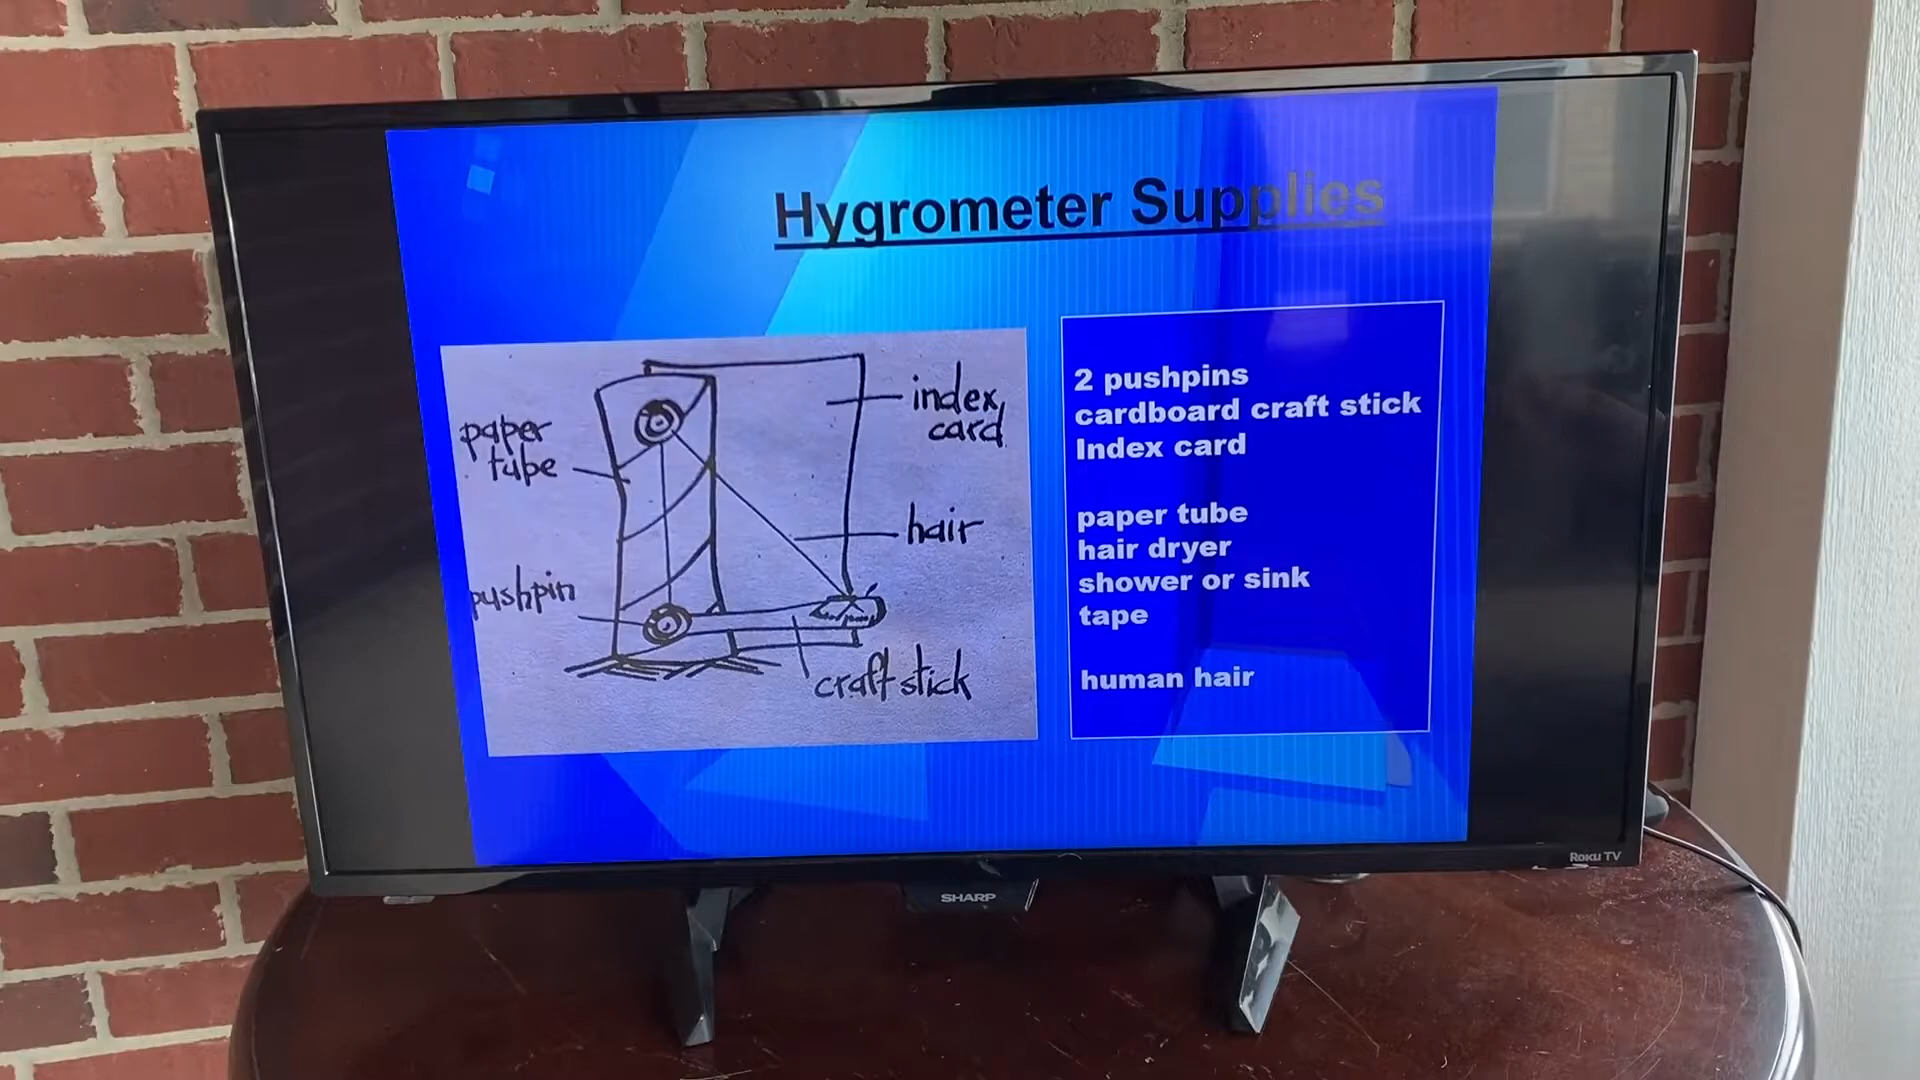 Hygrometer Supplies
index
card
paper
tube
hair
pushpin
craft stick
2 pushpins
cardboard craft stick
Index card
paper tube
hair dryer
shower or sink
tape
human hair
Roku TV
SHARP